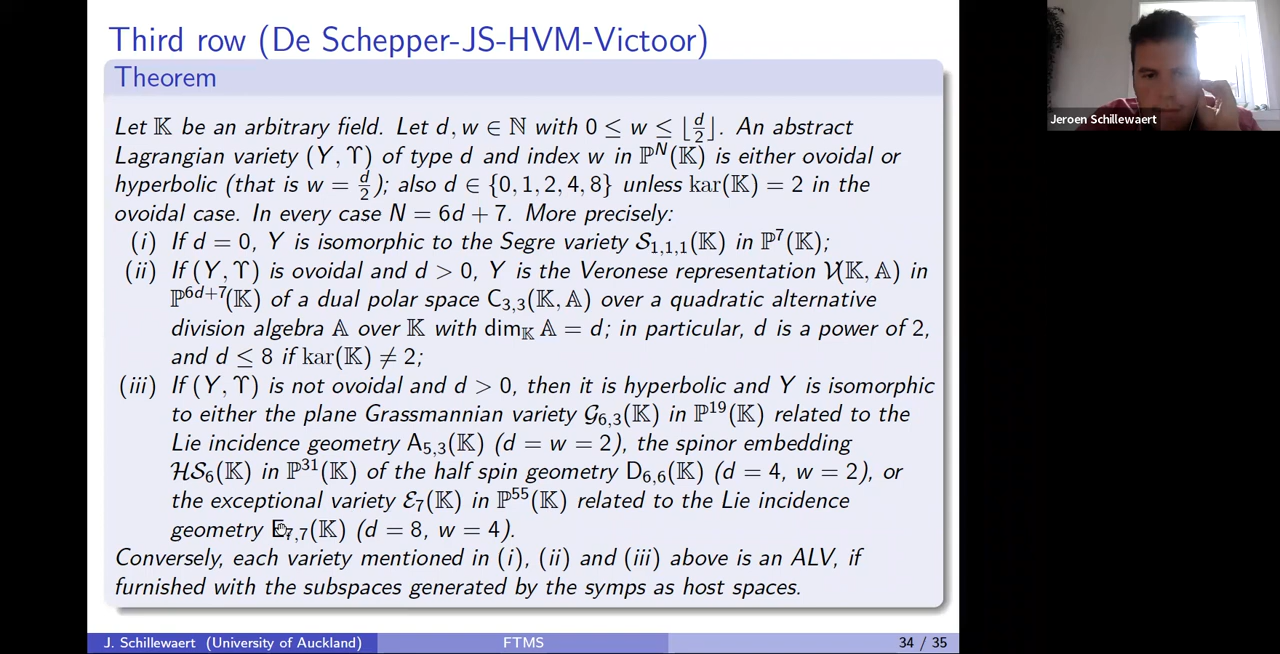 Third row (De Schepper-JS-HVM-Victoor)
Theorem
Let 𝕂 be an arbitrary field. Let d, w ∈ ℕ with 0 ≤ w ≤ ⌊d/2⌋. An abstract
Lagrangian variety (Y, ϒ) of type d and index w in ℙ^N(𝕂) is either ovoidal or
hyperbolic (that is w = d/2); also d ∈ {0, 1, 2, 4, 8} unless kar(𝕂) = 2 in the
ovoidal case. In every case N = 6d + 7. More precisely:
(i) If d = 0, Y is isomorphic to the Segre variety 𝒮_{1,1,1}(𝕂) in ℙ^7(𝕂);
(ii) If (Y, ϒ) is ovoidal and d > 0, Y is the Veronese representation 𝒱(𝕂, 𝔸) in
ℙ^{6d+7}(𝕂) of a dual polar space C_{3,3}(𝕂, 𝔸) over a quadratic alternative
division algebra 𝔸 over 𝕂 with dim_𝕂 𝔸 = d; in particular, d is a power of 2,
and d ≤ 8 if kar(𝕂) ≠ 2;
(iii) If (Y, ϒ) is not ovoidal and d > 0, then it is hyperbolic and Y is isomorphic
to either the plane Grassmannian variety 𝒢_{6,3}(𝕂) in ℙ^{19}(𝕂) related to the
Lie incidence geometry A_{5,3}(𝕂) (d = w = 2), the spinor embedding
ℋ𝒮_6(𝕂) in ℙ^{31}(𝕂) of the half spin geometry D_{6,6}(𝕂) (d = 4, w = 2), or
the exceptional variety ℰ_7(𝕂) in ℙ^{55}(𝕂) related to the Lie incidence
geometry E_{7,7}(𝕂) (d = 8, w = 4).
Conversely, each variety mentioned in (i), (ii) and (iii) above is an ALV, if
furnished with the subspaces generated by the symps as host spaces.
J. Schillewaert (University of Auckland) FTMS 34 / 35
Jeroen Schillewaert